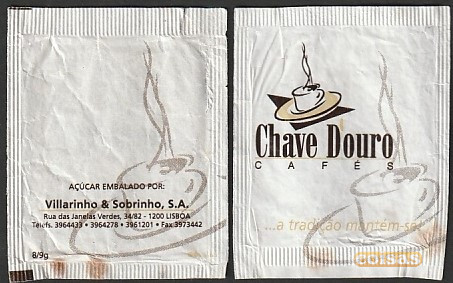 AÇÚCAR EMBALADO POR:
Villarinho & Sobrinho, S.A.
Rua das Janelas Verdes, 34/82 - 1200 LISBOA
Telefs. 3964433 • 3964278 • 3961201 • Fax 3973442
8/9g
Chave Douro
CAFÉS
...a tradição mantém-se!
coisas